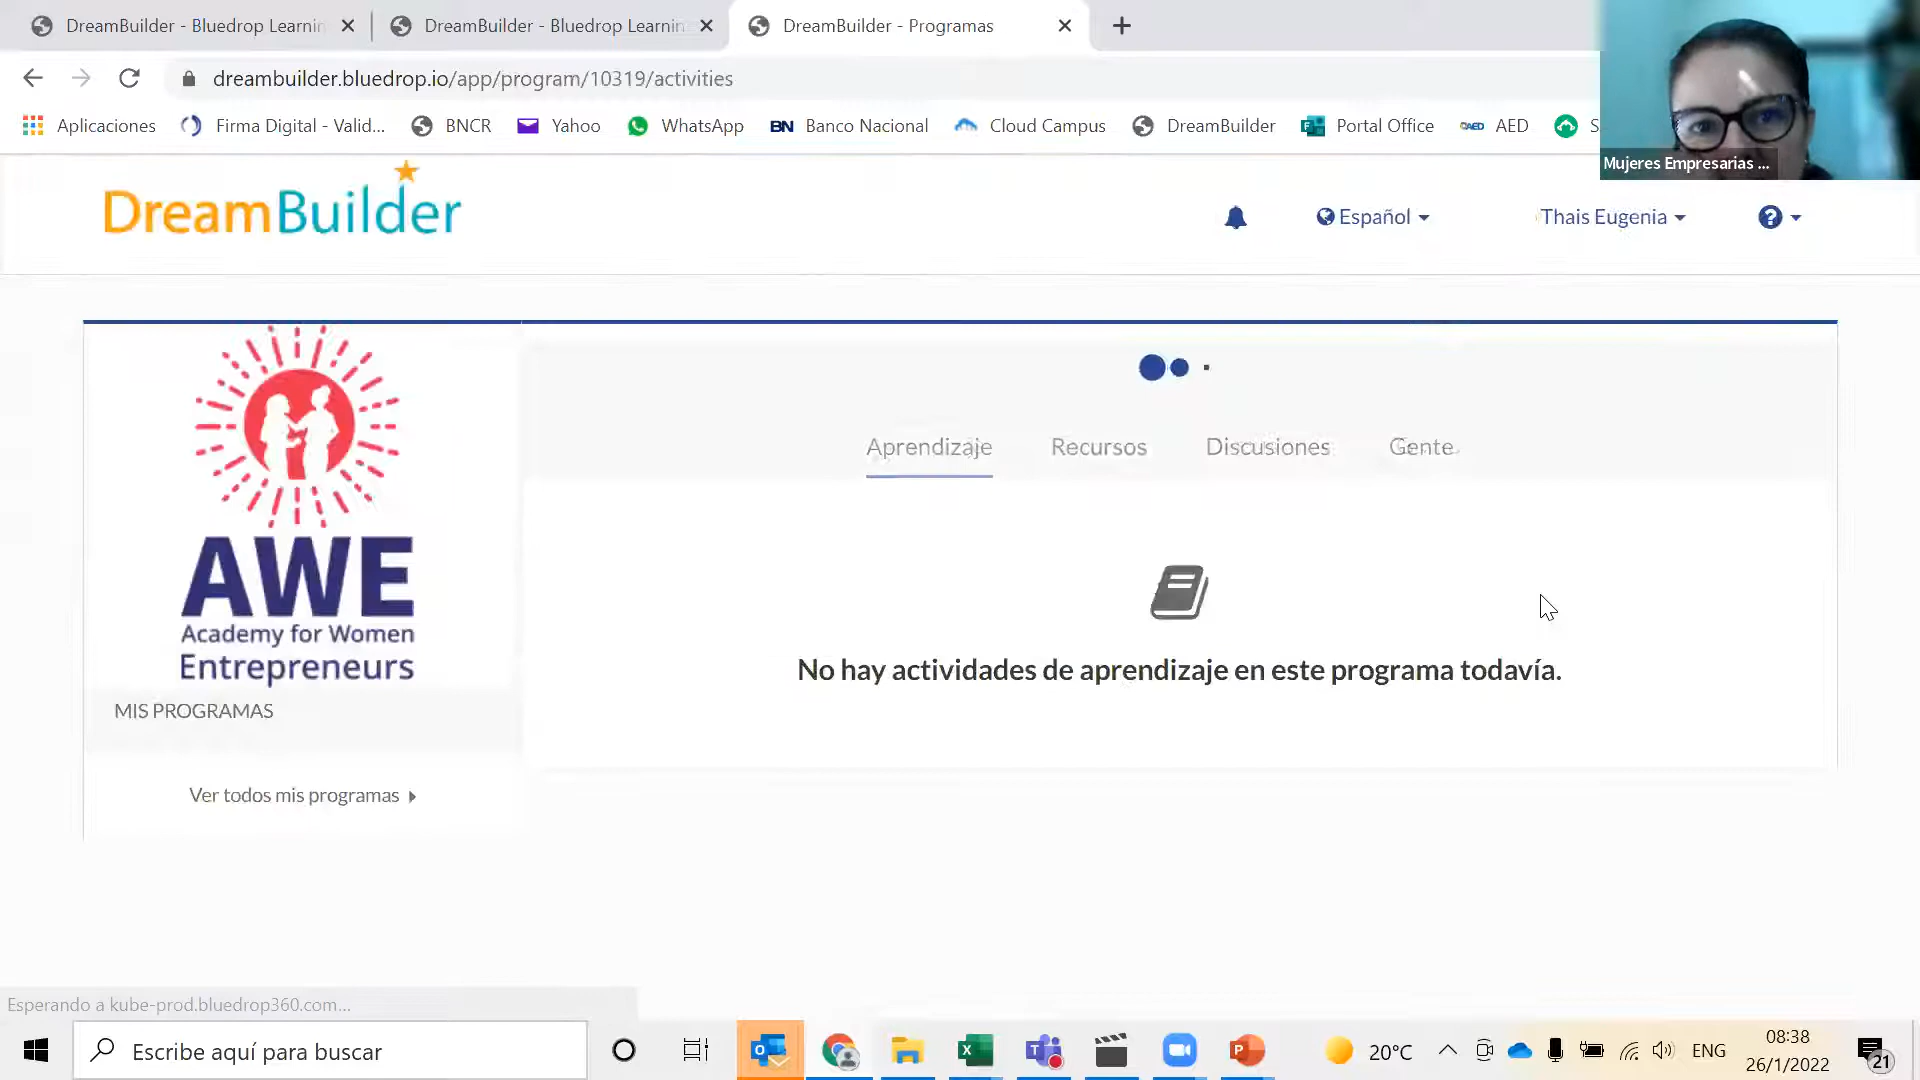 DreamBuilder - Bluedrop Learnin
DreamBuilder - Bluedrop Learnin
DreamBuilder - Programas
dreambuilder.bluedrop.io/app/program/10319/activities
Aplicaciones
Firma Digital - Valid...
BNCR
Yahoo
WhatsApp
BN Banco Nacional
Cloud Campus
DreamBuilder
Portal Office
AED AED
S
Mujeres Empresarias ...
DreamBuilder
Español
Thais Eugenia
?
AWE
Academy for Women
Entrepreneurs
MIS PROGRAMAS
Ver todos mis programas
Aprendizaje
Recursos
Discusiones
Gente
No hay actividades de aprendizaje en este programa todavía.
Esperando a kube-prod.bluedrop360.com...
Escribe aquí para buscar
20°C
ENG
08:38
26/1/2022
21